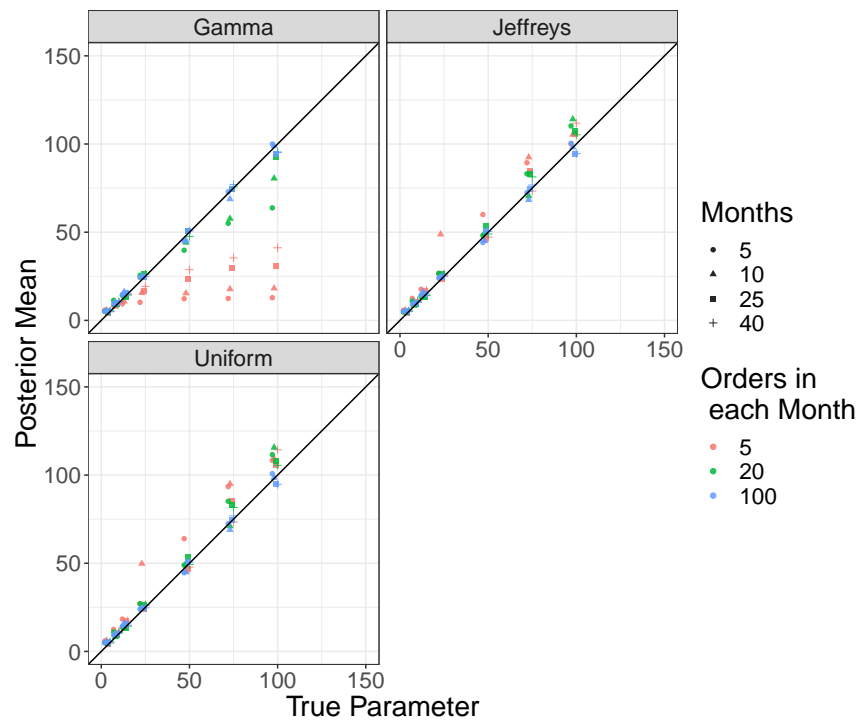 Gamma
Jeffreys
150
100
50
0
0 50 100 150
Uniform
150
100
50
0
0 50 100 150
Posterior Mean
True Parameter
Months
5
10
25
40
Orders in
each Month
5
20
100